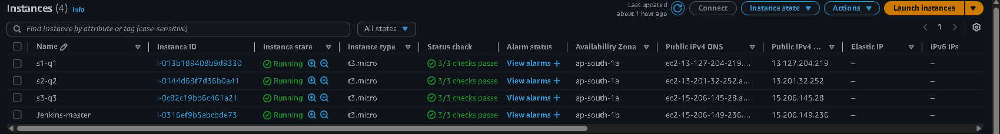 Instances (4) Info
Last updated
about 1 hour ago
Connect
Instance state
Actions
Launch instances
Find Instance by attribute or tag (case-sensitive)
All states
1
Name Instance ID Instance state Instance type Status check Alarm status Availability Zone Public IPv4 DNS Public IPv4 ... Elastic IP IPv6 IPs
s1-q1 i-013b189408b9d9330 Running t3.micro 3/3 checks passe View alarms + ap-south-1a ec2-13-127-204-219.... 13.127.204.219 – –
s2-q2 i-0144d68f7d36b0a41 Running t3.micro 3/3 checks passe View alarms + ap-south-1a ec2-13-201-32-252.a... 13.201.32.252 – –
s3-q3 i-0c82c19bb6c461a21 Running t3.micro 3/3 checks passe View alarms + ap-south-1a ec2-15-206-145-28.a... 15.206.145.28 – –
Jenkins-master i-0316ef9b5abcbde73 Running t3.micro 3/3 checks passe View alarms + ap-south-1b ec2-15-206-149-236.... 15.206.149.236 – –